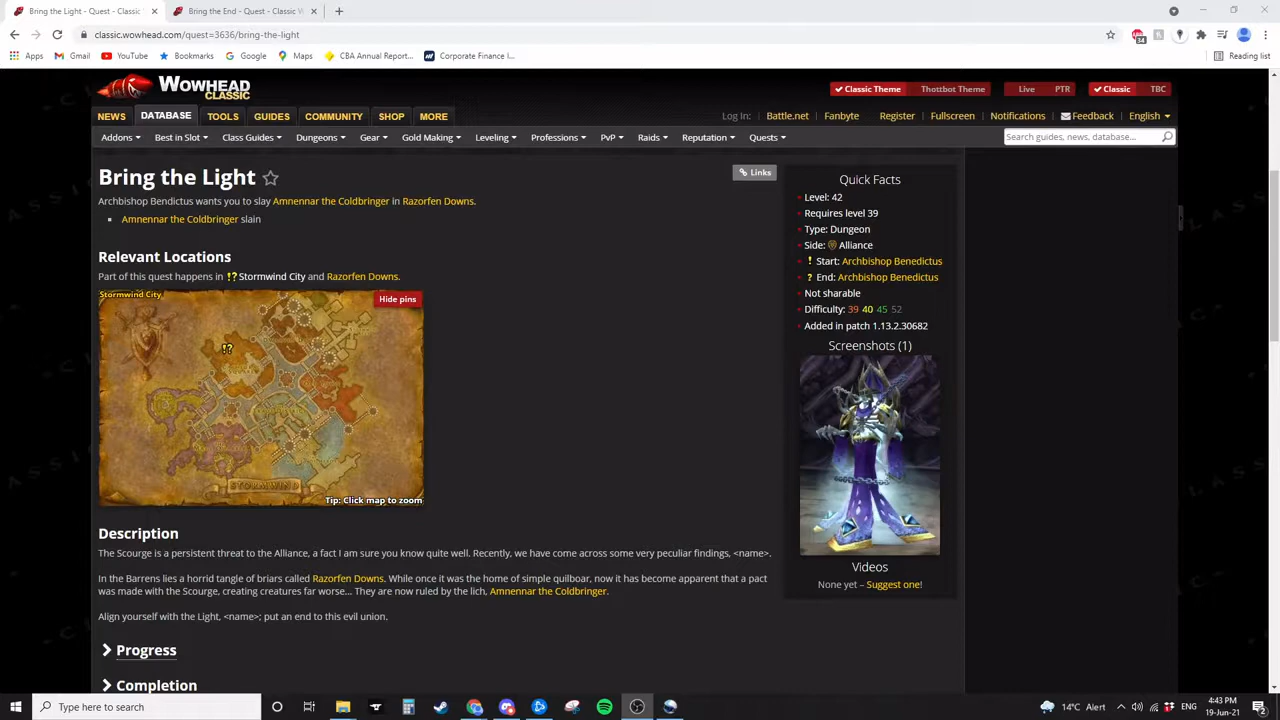 Bring the Light - Quest - Classic
Bring the End - Quest - Classic
classic.wowhead.com/quest=3636/bring-the-light
34
Apps Gmail YouTube Bookmarks Google Maps CBA Annual Report... Corporate Finance I... Reading list
WOWHEAD
CLASSIC
Classic Theme Thottbot Theme Live PTR Classic TBC
NEWS DATABASE TOOLS GUIDES COMMUNITY SHOP MORE
Log In: Battle.net Fanbyte Register Fullscreen Notifications Feedback English
Addons Best in Slot Class Guides Dungeons Gear Gold Making Leveling Professions PvP Raids Reputation Quests
Search guides, news, database...
Bring the Light
Links
Archbishop Bendictus wants you to slay Amnennar the Coldbringer in Razorfen Downs.
Amnennar the Coldbringer slain
Relevant Locations
Part of this quest happens in !? Stormwind City and Razorfen Downs.
Stormwind City
Hide pins
!?
STORMWIND
Tip: Click map to zoom
Description
The Scourge is a persistent threat to the Alliance, a fact I am sure you know quite well. Recently, we have come across some very peculiar findings, <name>.
In the Barrens lies a horrid tangle of briars called Razorfen Downs. While once it was the home of simple quilboar, now it has become apparent that a pact
was made with the Scourge, creating creatures far worse... They are now ruled by the lich, Amnennar the Coldbringer.
Align yourself with the Light, <name>; put an end to this evil union.
Progress
Completion
Quick Facts
Level: 42
Requires level 39
Type: Dungeon
Side: Alliance
! Start: Archbishop Benedictus
? End: Archbishop Benedictus
Not sharable
Difficulty: 39 40 45 52
Added in patch 1.13.2.30682
Screenshots (1)
Videos
None yet – Suggest one!
Type here to search
14°C Alert
ENG
4:43 PM
19-Jun-21
2